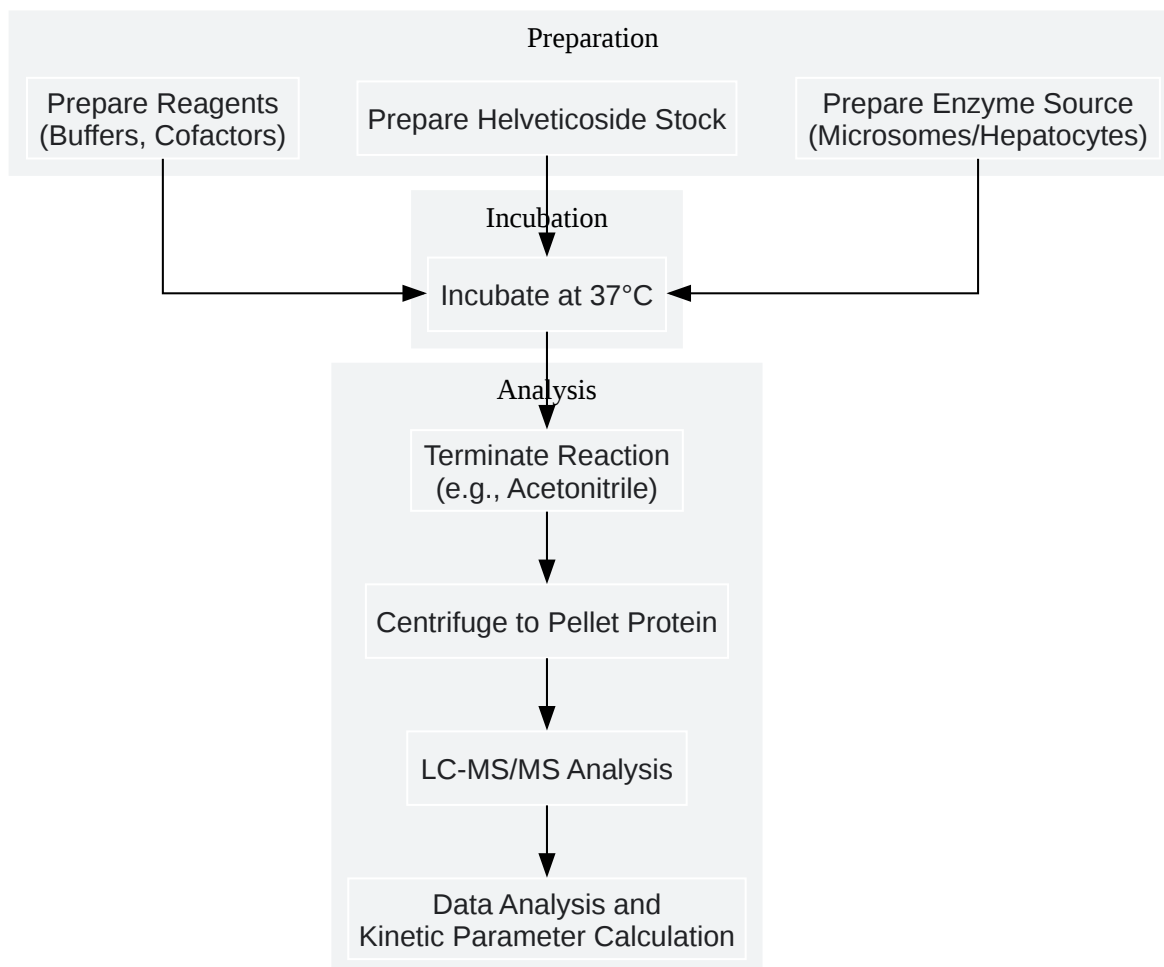 Preparation
Prepare Reagents
(Buffers, Cofactors)
Prepare Helveticoside Stock
Prepare Enzyme Source
(Microsomes/Hepatocytes)
Incubation
Incubate at 37°C
Analysis
Terminate Reaction
(e.g., Acetonitrile)
Centrifuge to Pellet Protein
LC-MS/MS Analysis
Data Analysis and
Kinetic Parameter Calculation